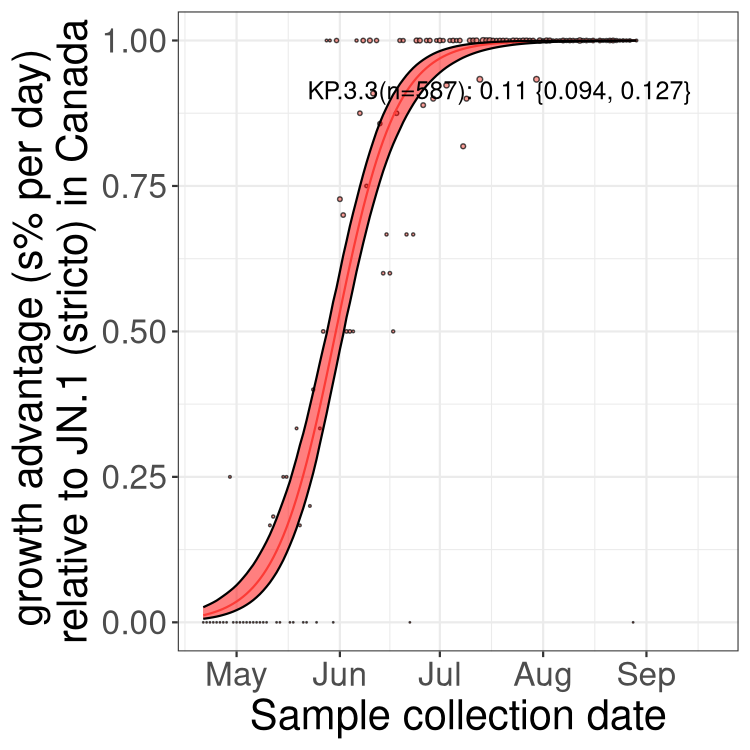 growth advantage (s% per day)
relative to JN.1 (stricto) in Canada
1.00
0.75
0.50
0.25
0.00
KP.3.3(n=587): 0.11 {0.094, 0.127}
May Jun Jul Aug Sep
Sample collection date